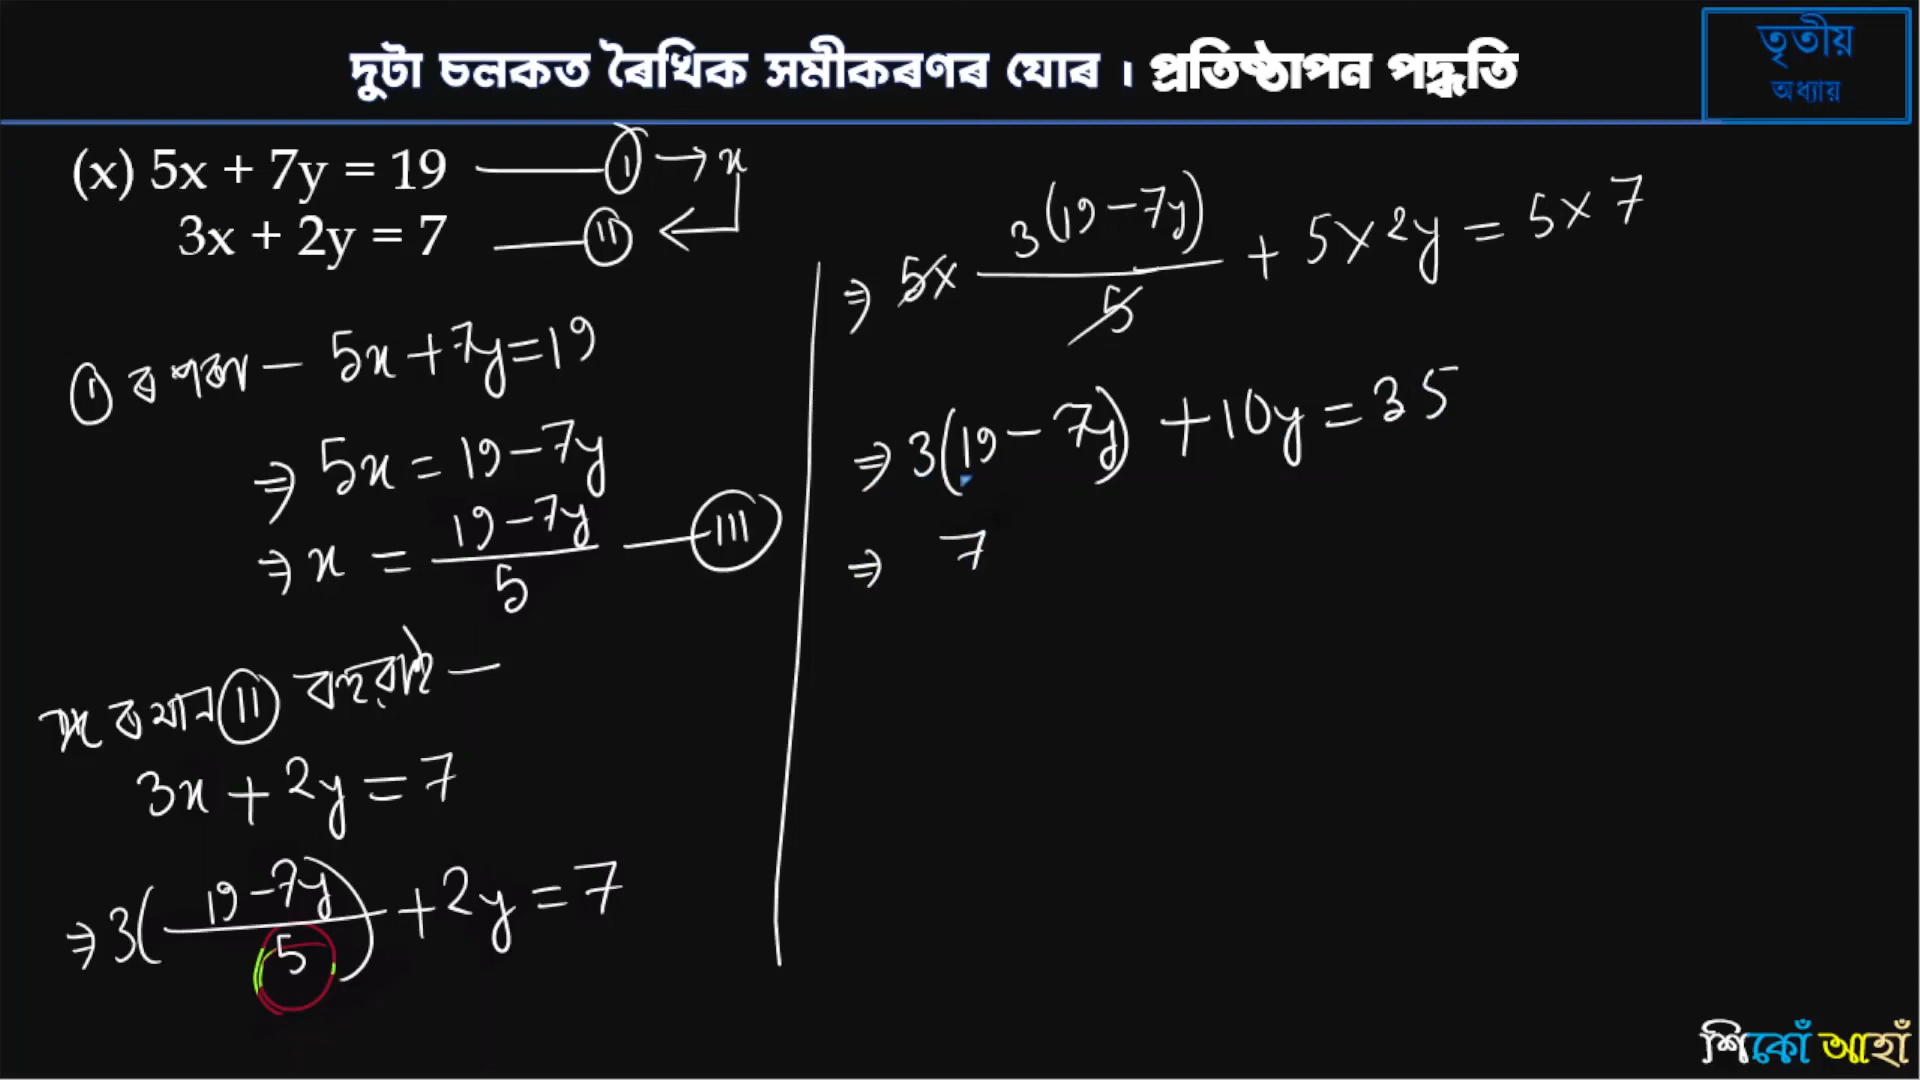 দুটা চলকত ৰৈখিক সমীকৰণৰ যোৰ । প্ৰতিষ্ঠাপন পদ্ধতি
তৃতীয়
অধ্যায়
(x) 5x + 7y = 19 —— (I) → x
3x + 2y = 7 —— (II) ←
(I) ৰ পৰা — 5x + 7y = 19
⇒ 5x = 19 - 7y
⇒ x = (19 - 7y)/5 —— (III)
x ৰ মান (II) বহুৱাই —
3x + 2y = 7
⇒ 3((19 - 7y)/5) + 2y = 7
⇒ 5 × 3(19 - 7y)/5 + 5 × 2y = 5 × 7
⇒ 3(19 - 7y) + 10y = 35
⇒ 7
শিকোঁ আহাঁ